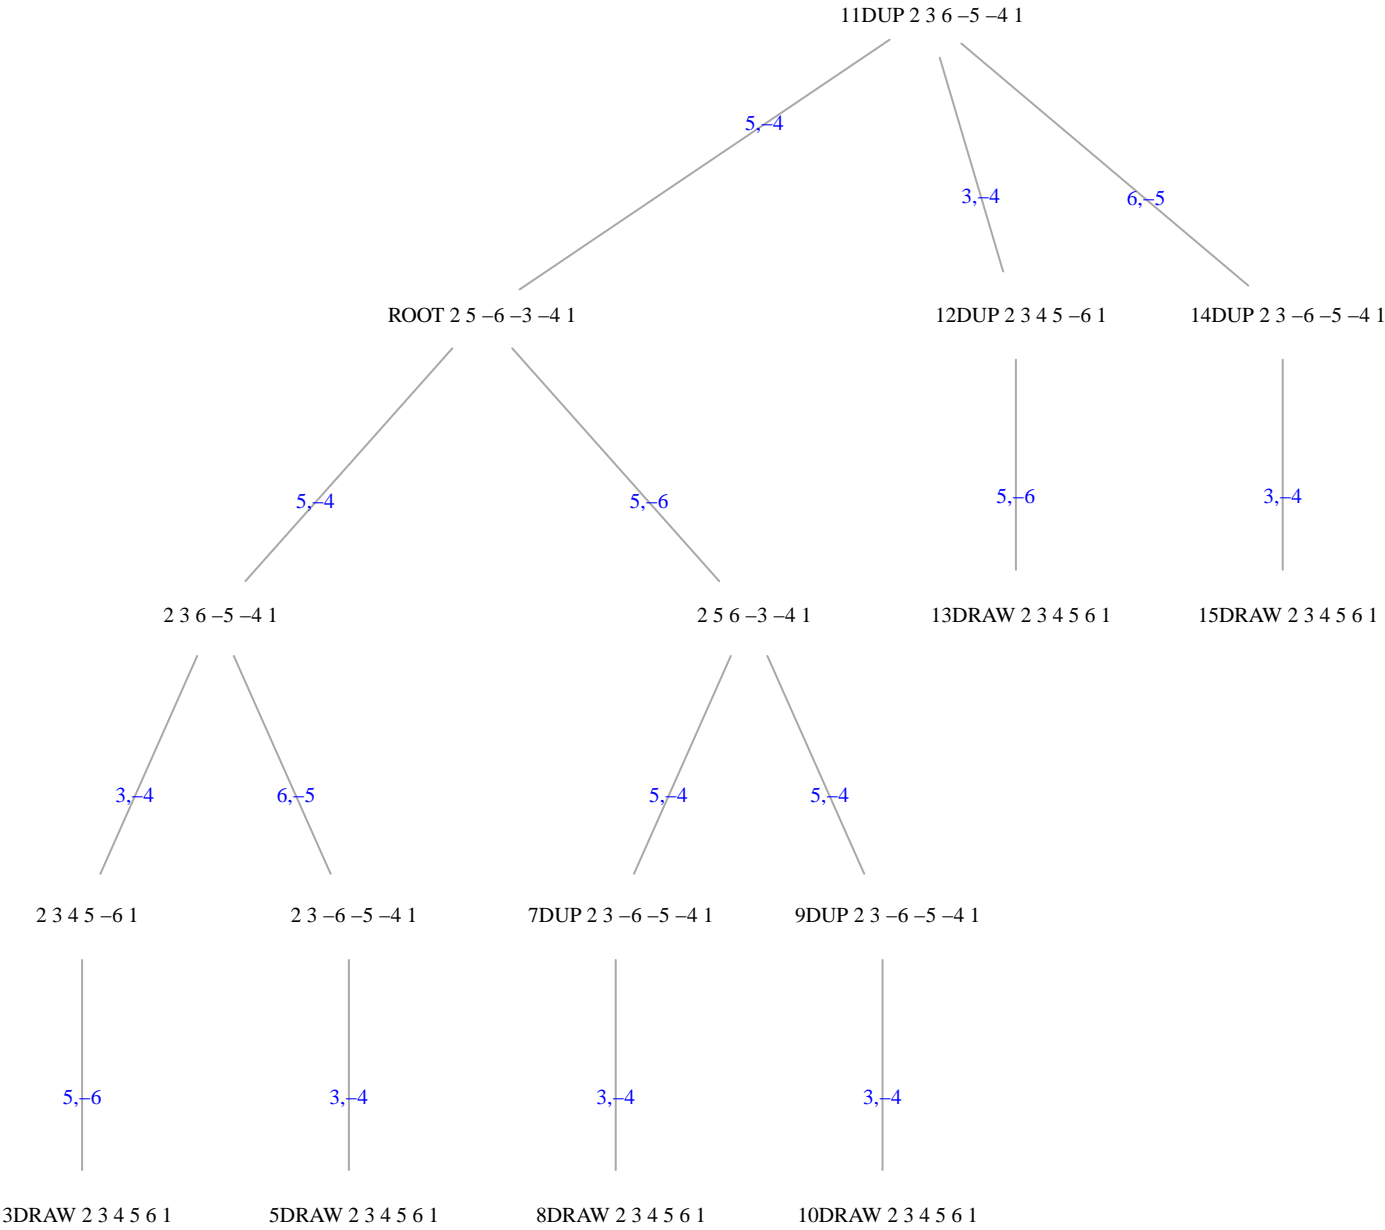 11DUP 2 3 6 –5 –4 1
5,–4
3,–4
6,–5
ROOT 2 5 –6 –3 –4 1
12DUP 2 3 4 5 –6 1
14DUP 2 3 –6 –5 –4 1
5,–4
5,–6
5,–6
3,–4
2 3 6 –5 –4 1
2 5 6 –3 –4 1
13DRAW 2 3 4 5 6 1
15DRAW 2 3 4 5 6 1
3,–4
6,–5
5,–4
5,–4
2 3 4 5 –6 1
2 3 –6 –5 –4 1
7DUP 2 3 –6 –5 –4 1
9DUP 2 3 –6 –5 –4 1
5,–6
3,–4
3,–4
3,–4
3DRAW 2 3 4 5 6 1
5DRAW 2 3 4 5 6 1
8DRAW 2 3 4 5 6 1
10DRAW 2 3 4 5 6 1